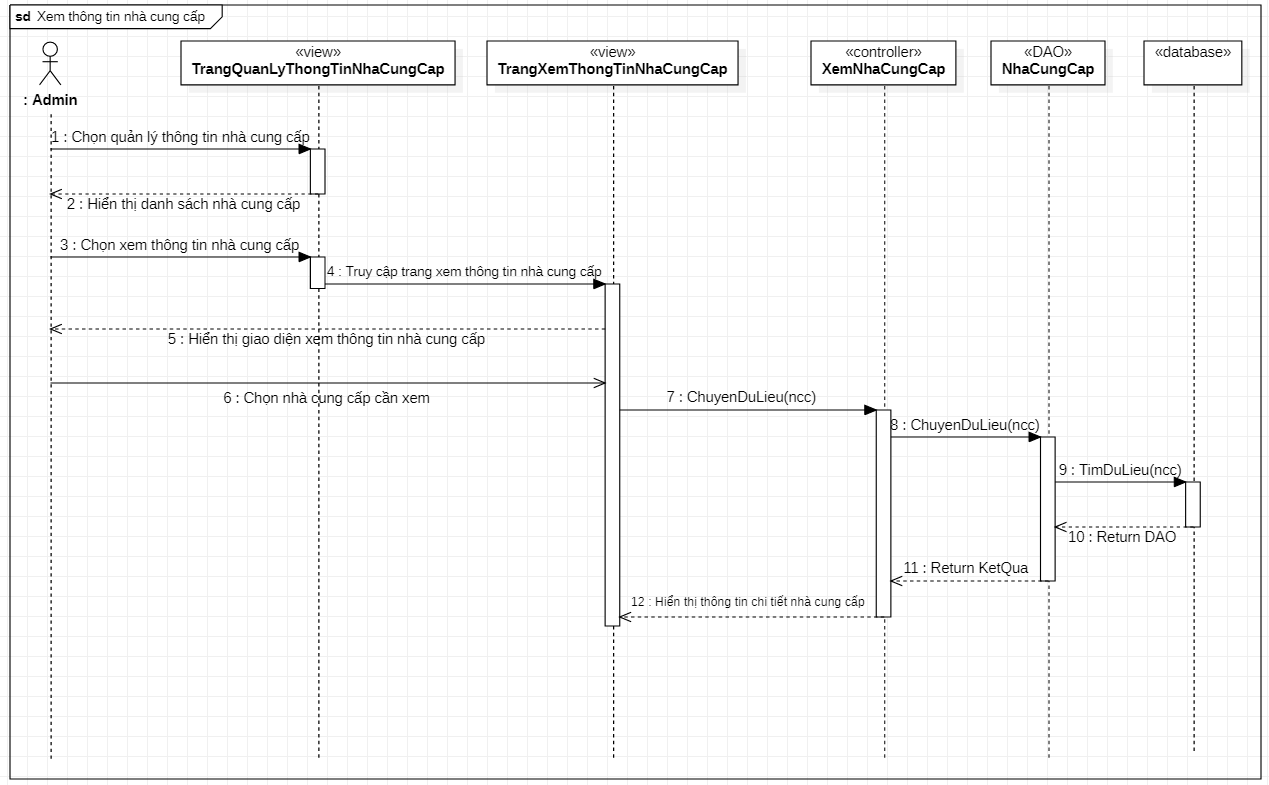 sd Xem thông tin nhà cung cấp
: Admin
«view»
TrangQuanLyThongTinNhaCungCap
«view»
TrangXemThongTinNhaCungCap
«controller»
XemNhaCungCap
«DAO»
NhaCungCap
«database»
1 : Chọn quản lý thông tin nhà cung cấp
2 : Hiển thị danh sách nhà cung cấp
3 : Chọn xem thông tin nhà cung cấp
4 : Truy cập trang xem thông tin nhà cung cấp
5 : Hiển thị giao diện xem thông tin nhà cung cấp
6 : Chọn nhà cung cấp cần xem
7 : ChuyenDuLieu(ncc)
8 : ChuyenDuLieu(ncc)
9 : TimDuLieu(ncc)
10 : Return DAO
11 : Return KetQua
12 : Hiển thị thông tin chi tiết nhà cung cấp